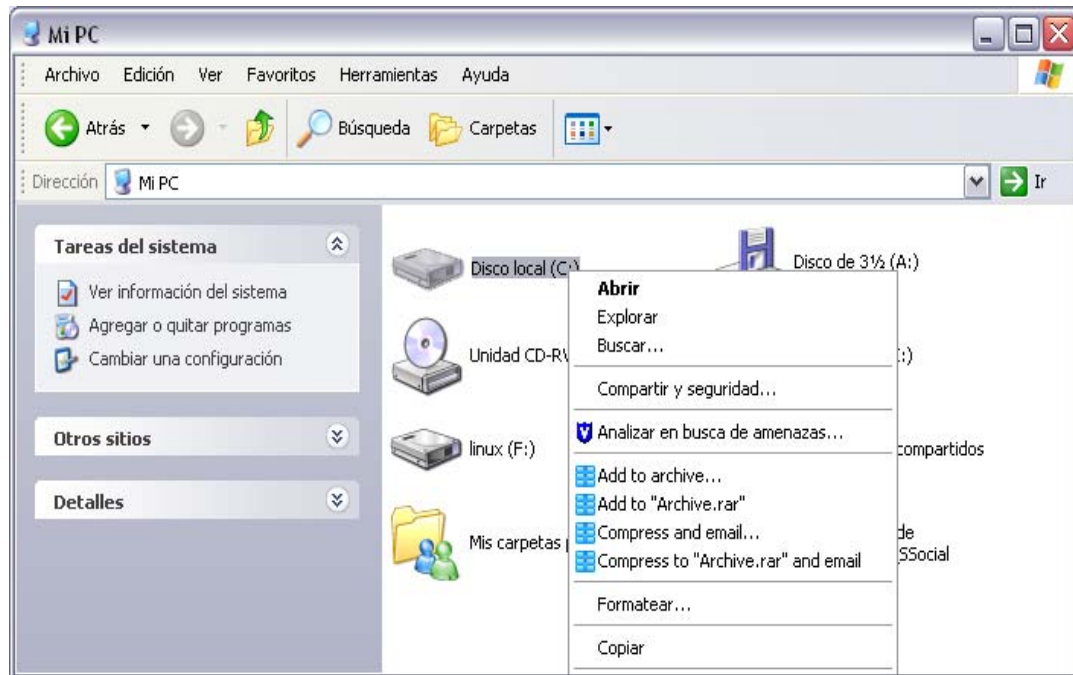 Mi PC
Archivo Edición Ver Favoritos Herramientas Ayuda
Atrás Búsqueda Carpetas
Dirección Mi PC Ir
Tareas del sistema
Ver información del sistema
Agregar o quitar programas
Cambiar una configuración
Otros sitios
Detalles
Disco local (C:)
Disco de 3½ (A:)
Unidad CD-RW
:)
linux (F:)
compartidos
Mis carpetas
de
SSocial
Abrir
Explorar
Buscar...
Compartir y seguridad...
Analizar en busca de amenazas...
Add to archive...
Add to "Archive.rar"
Compress and email...
Compress to "Archive.rar" and email
Formatear...
Copiar